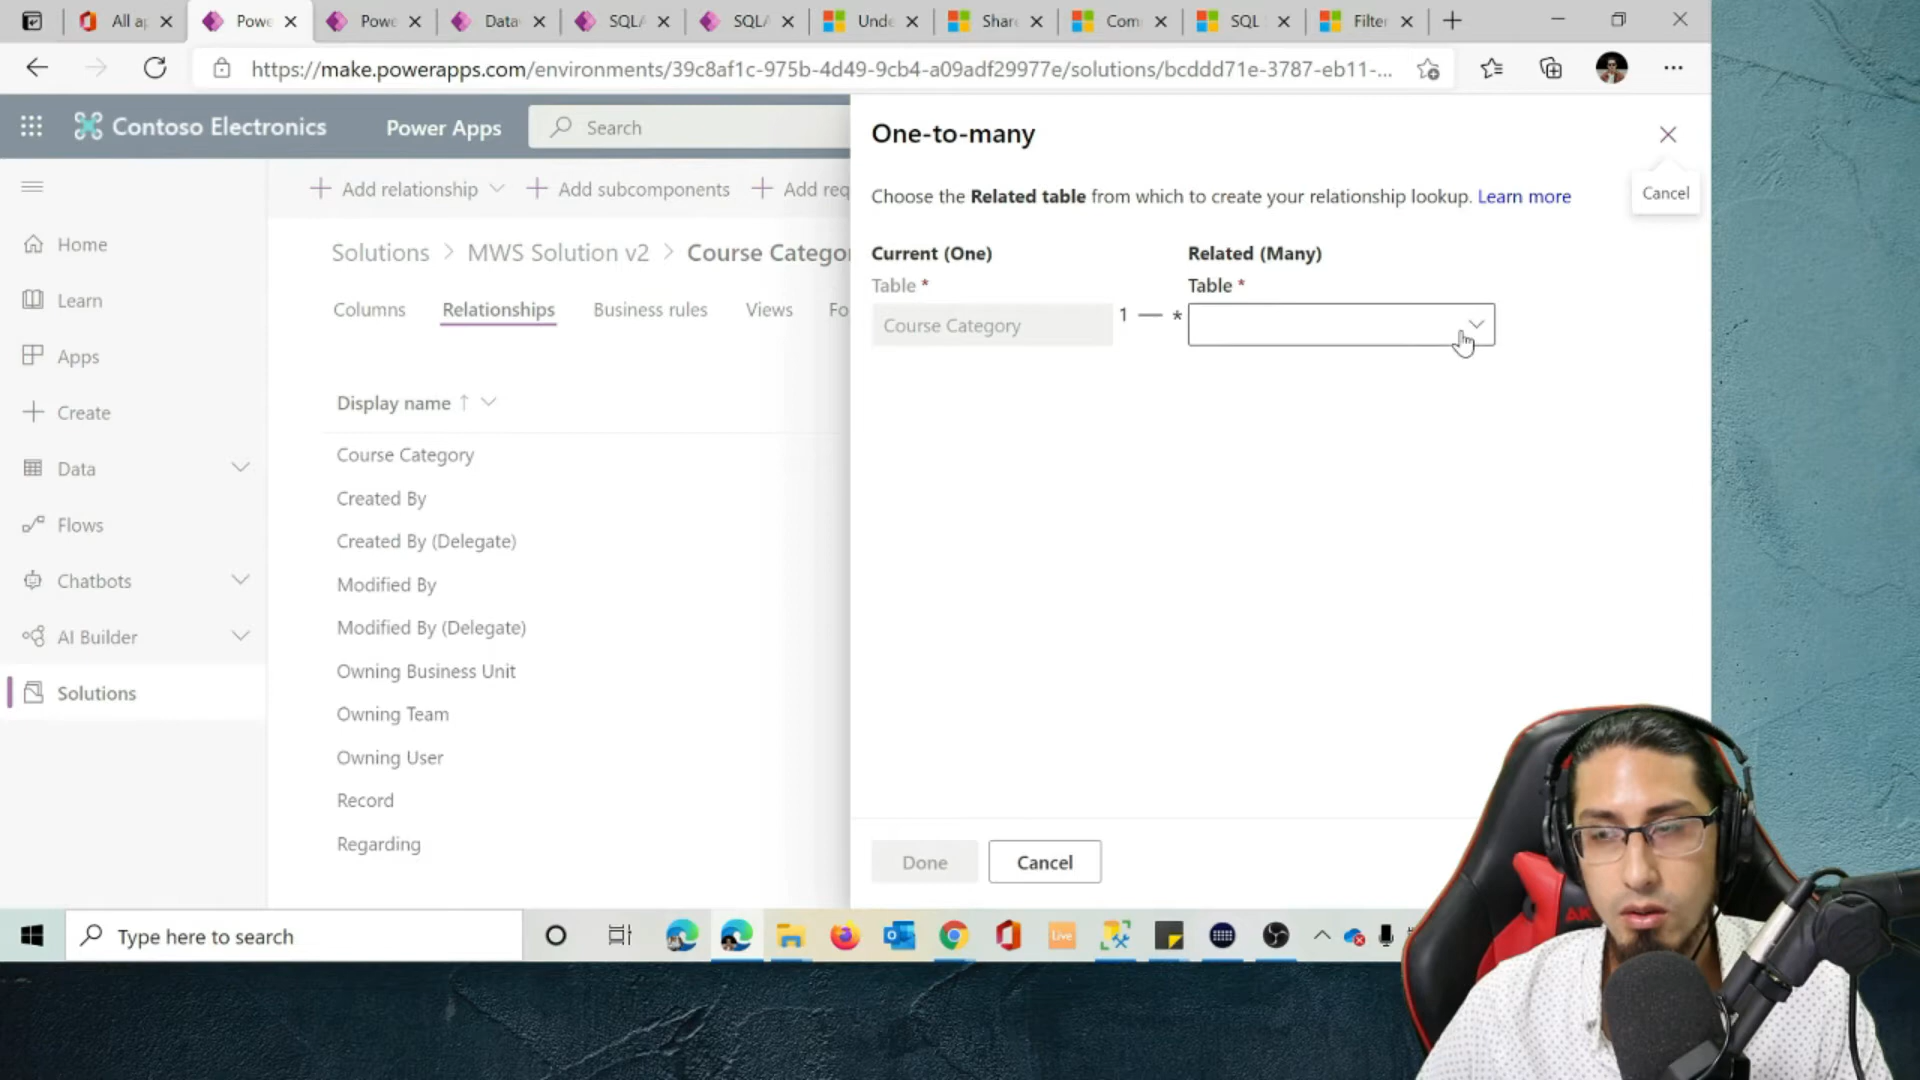 All a
Powe
Powe
Data
SQL
SQL
Unde
Share
Com
SQL
Filter
https://make.powerapps.com/environments/39c8af1c-975b-4d49-9cb4-a09adf29977e/solutions/bcddd71e-3787-eb11-...
Contoso Electronics
Power Apps
Search
One-to-many
Add relationship
Add subcomponents
Add req
Choose the Related table from which to create your relationship lookup. Learn more
Cancel
Home
Learn
Apps
Create
Data
Flows
Chatbots
AI Builder
Solutions
Solutions > MWS Solution v2 > Course Catego
Columns
Relationships
Business rules
Views
Fo
Display name
Course Category
Created By
Created By (Delegate)
Modified By
Modified By (Delegate)
Owning Business Unit
Owning Team
Owning User
Record
Regarding
Current (One)
Table *
Course Category
1 — *
Related (Many)
Table *
Done
Cancel
Type here to search
Live